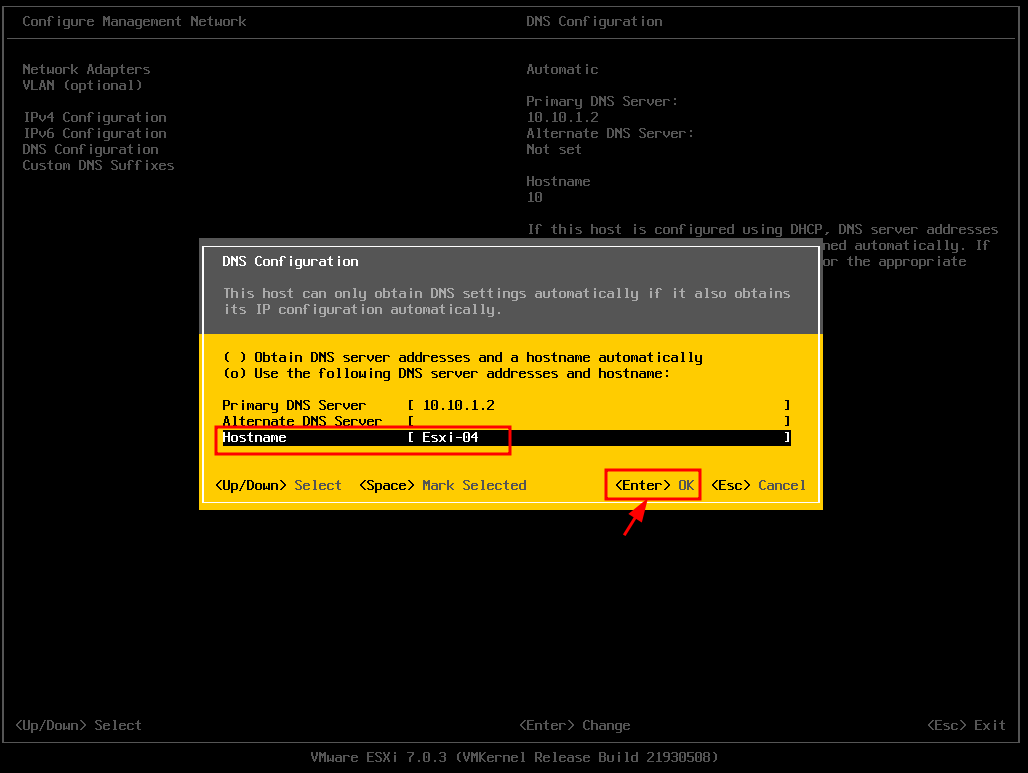 Configure Management Network
DNS Configuration
Network Adapters
VLAN (optional)
IPv4 Configuration
IPv6 Configuration
DNS Configuration
Custom DNS Suffixes
Automatic
Primary DNS Server:
10.10.1.2
Alternate DNS Server:
Not set
Hostname
10
If this host is configured using DHCP, DNS server addresses
ned automatically. If
or the appropriate
DNS Configuration
This host can only obtain DNS settings automatically if it also obtains
its IP configuration automatically.
( ) Obtain DNS server addresses and a hostname automatically
(o) Use the following DNS server addresses and hostname:
Primary DNS Server [ 10.10.1.2 ]
Alternate DNS Server [ ]
Hostname [ Esxi-04 ]
<Up/Down> Select <Space> Mark Selected <Enter> OK <Esc> Cancel
<Up/Down> Select <Enter> Change <Esc> Exit
VMware ESXi 7.0.3 (VMKernel Release Build 21930508)